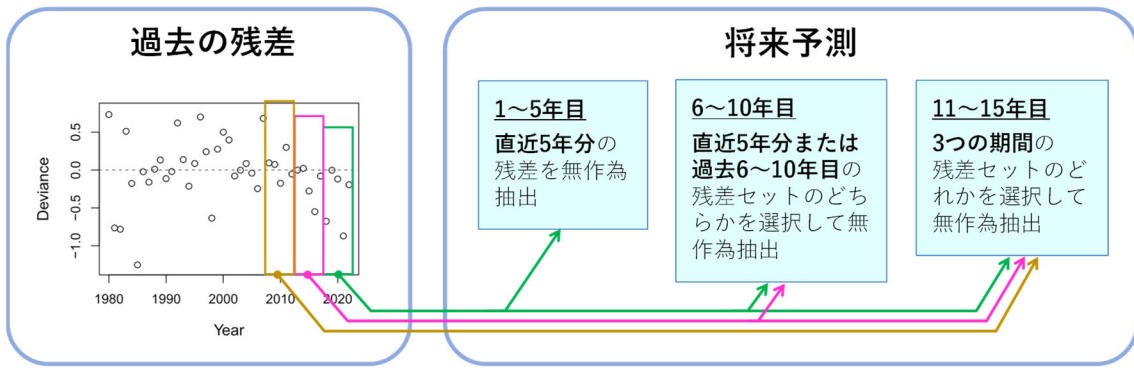 過去の残差
Deviance
0.5
0.0
−0.5
−1.0
1980
1990
2000
2010
2020
Year
将来予測
1～5年目
直近5年分の
残差を無作為
抽出
6～10年目
直近5年分または
過去6～10年目の
残差セットのどち
らかを選択して無
作為抽出
11～15年目
3つの期間の
残差セットのど
れかを選択して
無作為抽出